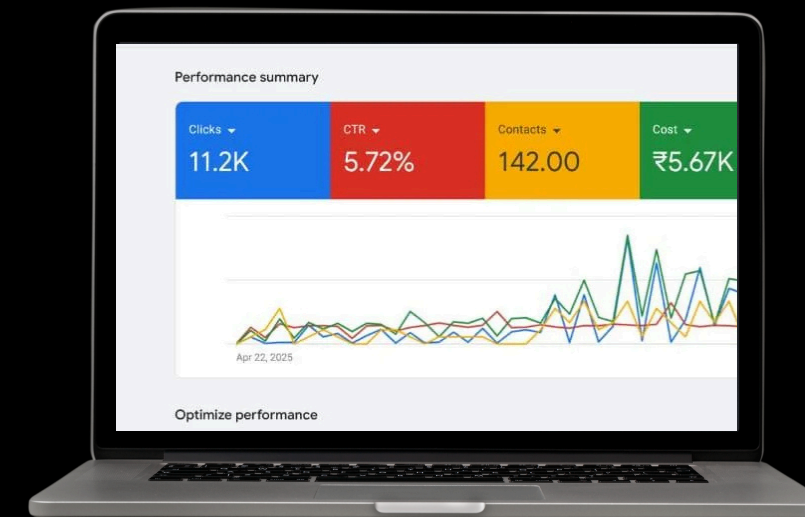 Performance summary
Clicks CTR Contacts Cost
11.2K 5.72% 142.00 ₹5.67K
Apr 22, 2025
Optimize performance